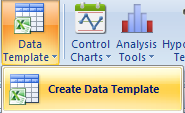 Data
Template
Control
Charts
Analysis
Tools
Create Data Template